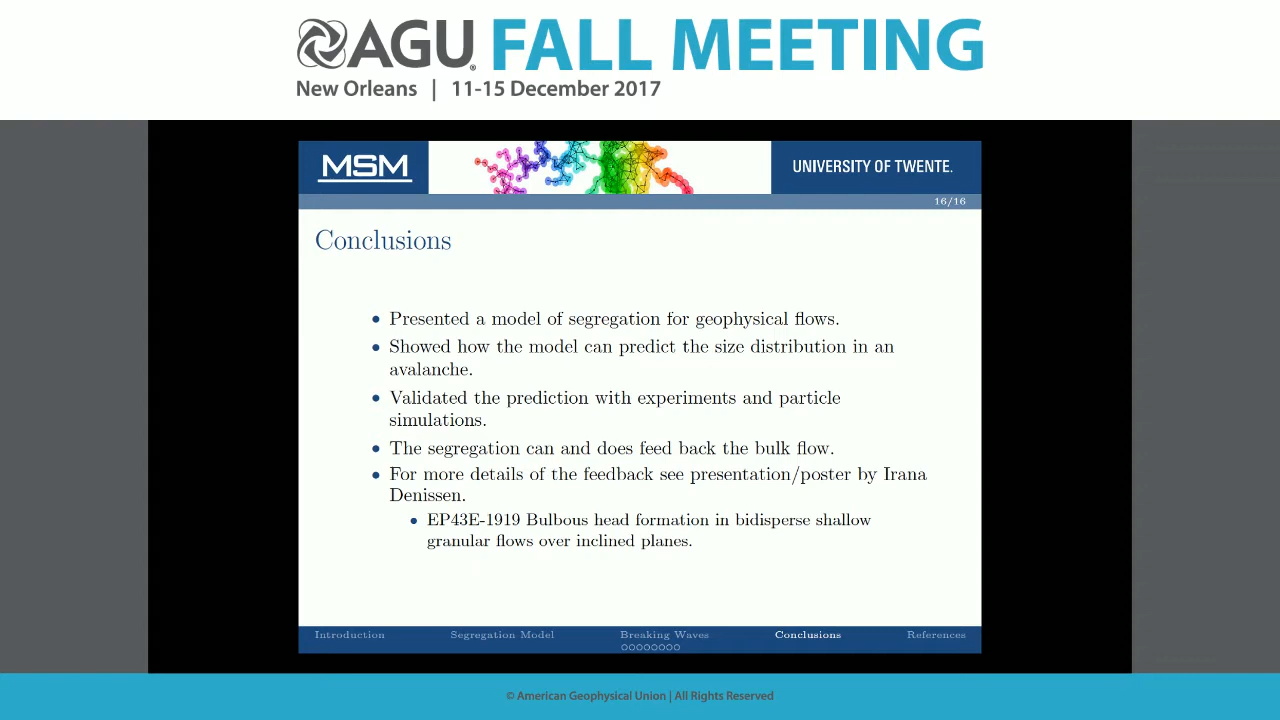 AGU FALL MEETING
New Orleans | 11-15 December 2017
MSM
UNIVERSITY OF TWENTE.
16/16
Conclusions
• Presented a model of segregation for geophysical flows.
• Showed how the model can predict the size distribution in an
avalanche.
• Validated the prediction with experiments and particle
simulations.
• The segregation can and does feed back the bulk flow.
• For more details of the feedback see presentation/poster by Irana
Denissen.
• EP43E-1919 Bulbous head formation in bidisperse shallow
granular flows over inclined planes.
Introduction Segregation Model Breaking Waves Conclusions References
© American Geophysical Union | All Rights Reserved